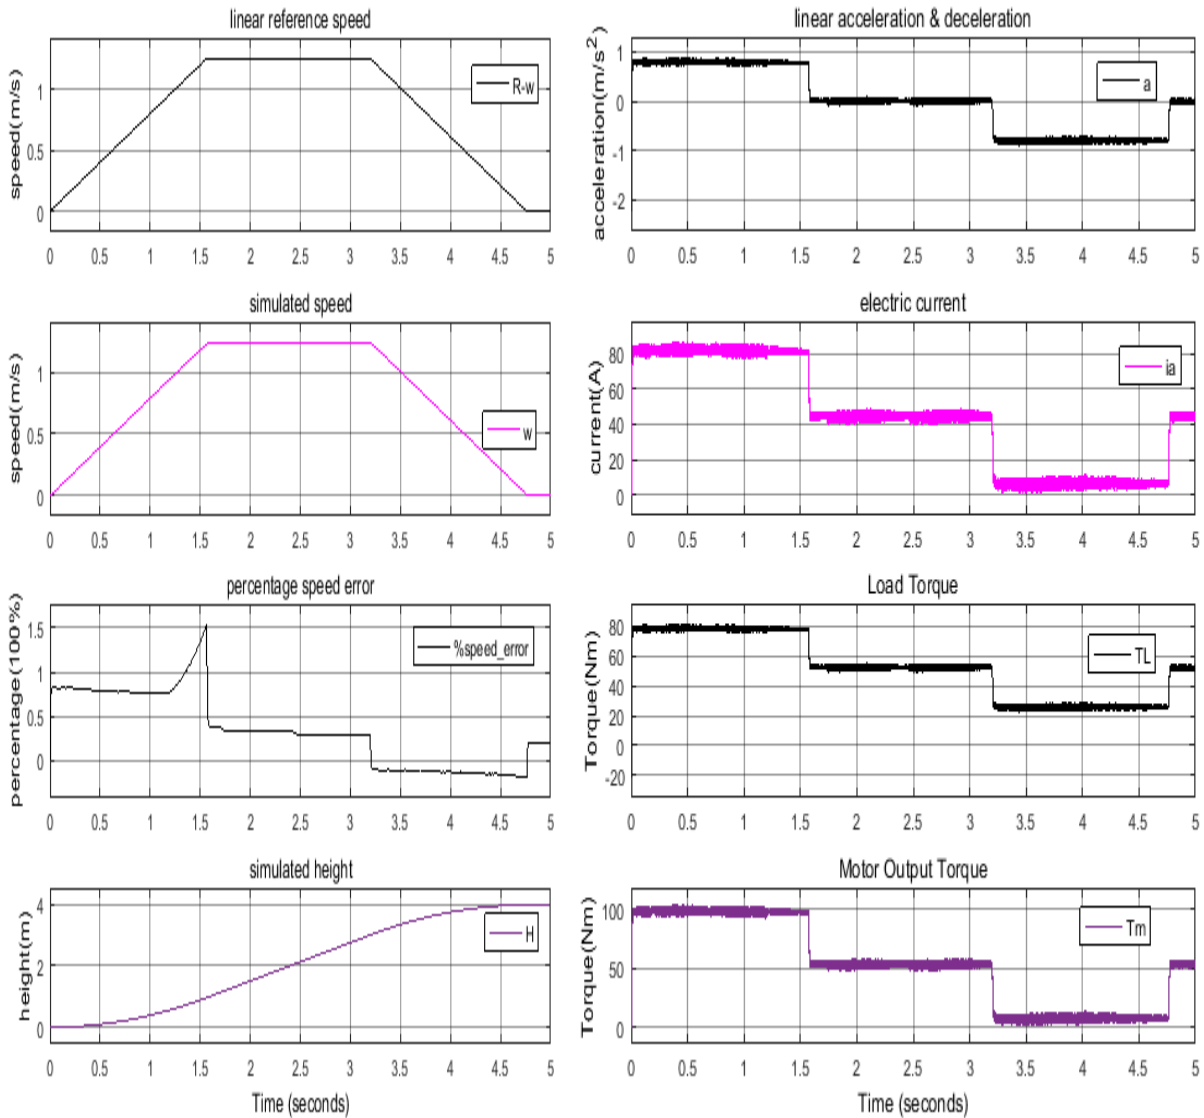 linear reference speed
speed(m/s)
1
0.5
0
R-w
0 0.5 1 1.5 2 2.5 3 3.5 4 4.5 5
linear acceleration & deceleration
acceleration(m/s²)
1
0
-1
-2
a
0 0.5 1 1.5 2 2.5 3 3.5 4 4.5 5
simulated speed
speed(m/s)
1
0.5
0
w
0 0.5 1 1.5 2 2.5 3 3.5 4 4.5 5
electric current
current(A)
80
60
40
20
0
ia
0 0.5 1 1.5 2 2.5 3 3.5 4 4.5 5
percentage speed error
percentage(100%)
1.5
1
0.5
0
%speed_error
0 0.5 1 1.5 2 2.5 3 3.5 4 4.5 5
Load Torque
Torque(Nm)
80
60
40
20
0
-20
TL
0 0.5 1 1.5 2 2.5 3 3.5 4 4.5 5
simulated height
height(m)
4
2
0
H
0 0.5 1 1.5 2 2.5 3 3.5 4 4.5 5
Time (seconds)
Motor Output Torque
Torque(Nm)
100
50
0
Tm
0 0.5 1 1.5 2 2.5 3 3.5 4 4.5 5
Time (seconds)